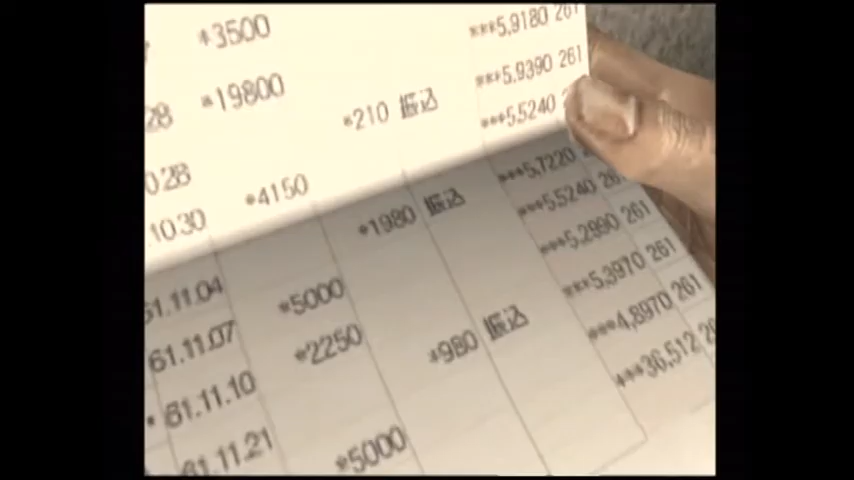 *3500
28 *19800 ***5,9180 261
0.28 *210 振込 ***5,9390 261
.10.30 *4150 ***5,5240
61.11.04 *1980 振込 ***5,7220
61.11.07 *5000 ***5,5240
61.11.10 *2250 ***5,2990 261
61.11.21 *980 振込 ***5,3970 261
*5000 ***4,8970 261
***36,512